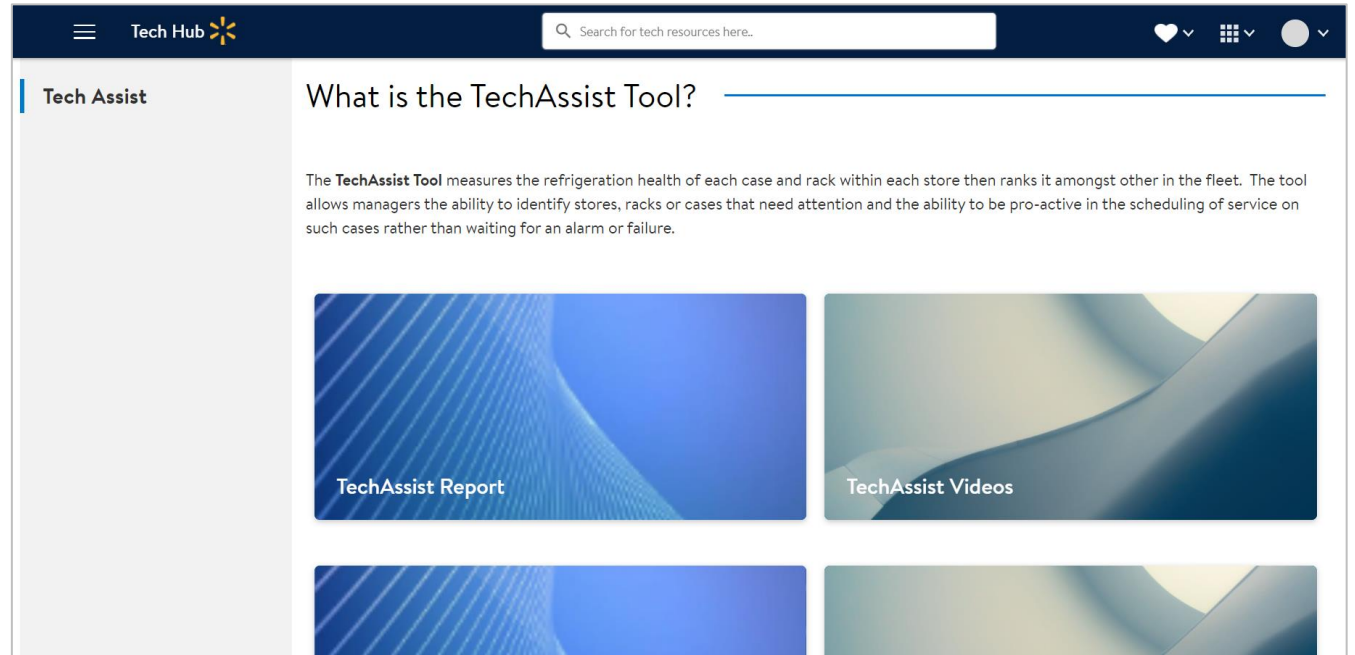 Tech Hub
Search for tech resources here..
Tech Assist
What is the TechAssist Tool?
The TechAssist Tool measures the refrigeration health of each case and rack within each store then ranks it amongst other in the fleet. The tool
allows managers the ability to identify stores, racks or cases that need attention and the ability to be pro-active in the scheduling of service on
such cases rather than waiting for an alarm or failure.
TechAssist Report
TechAssist Videos